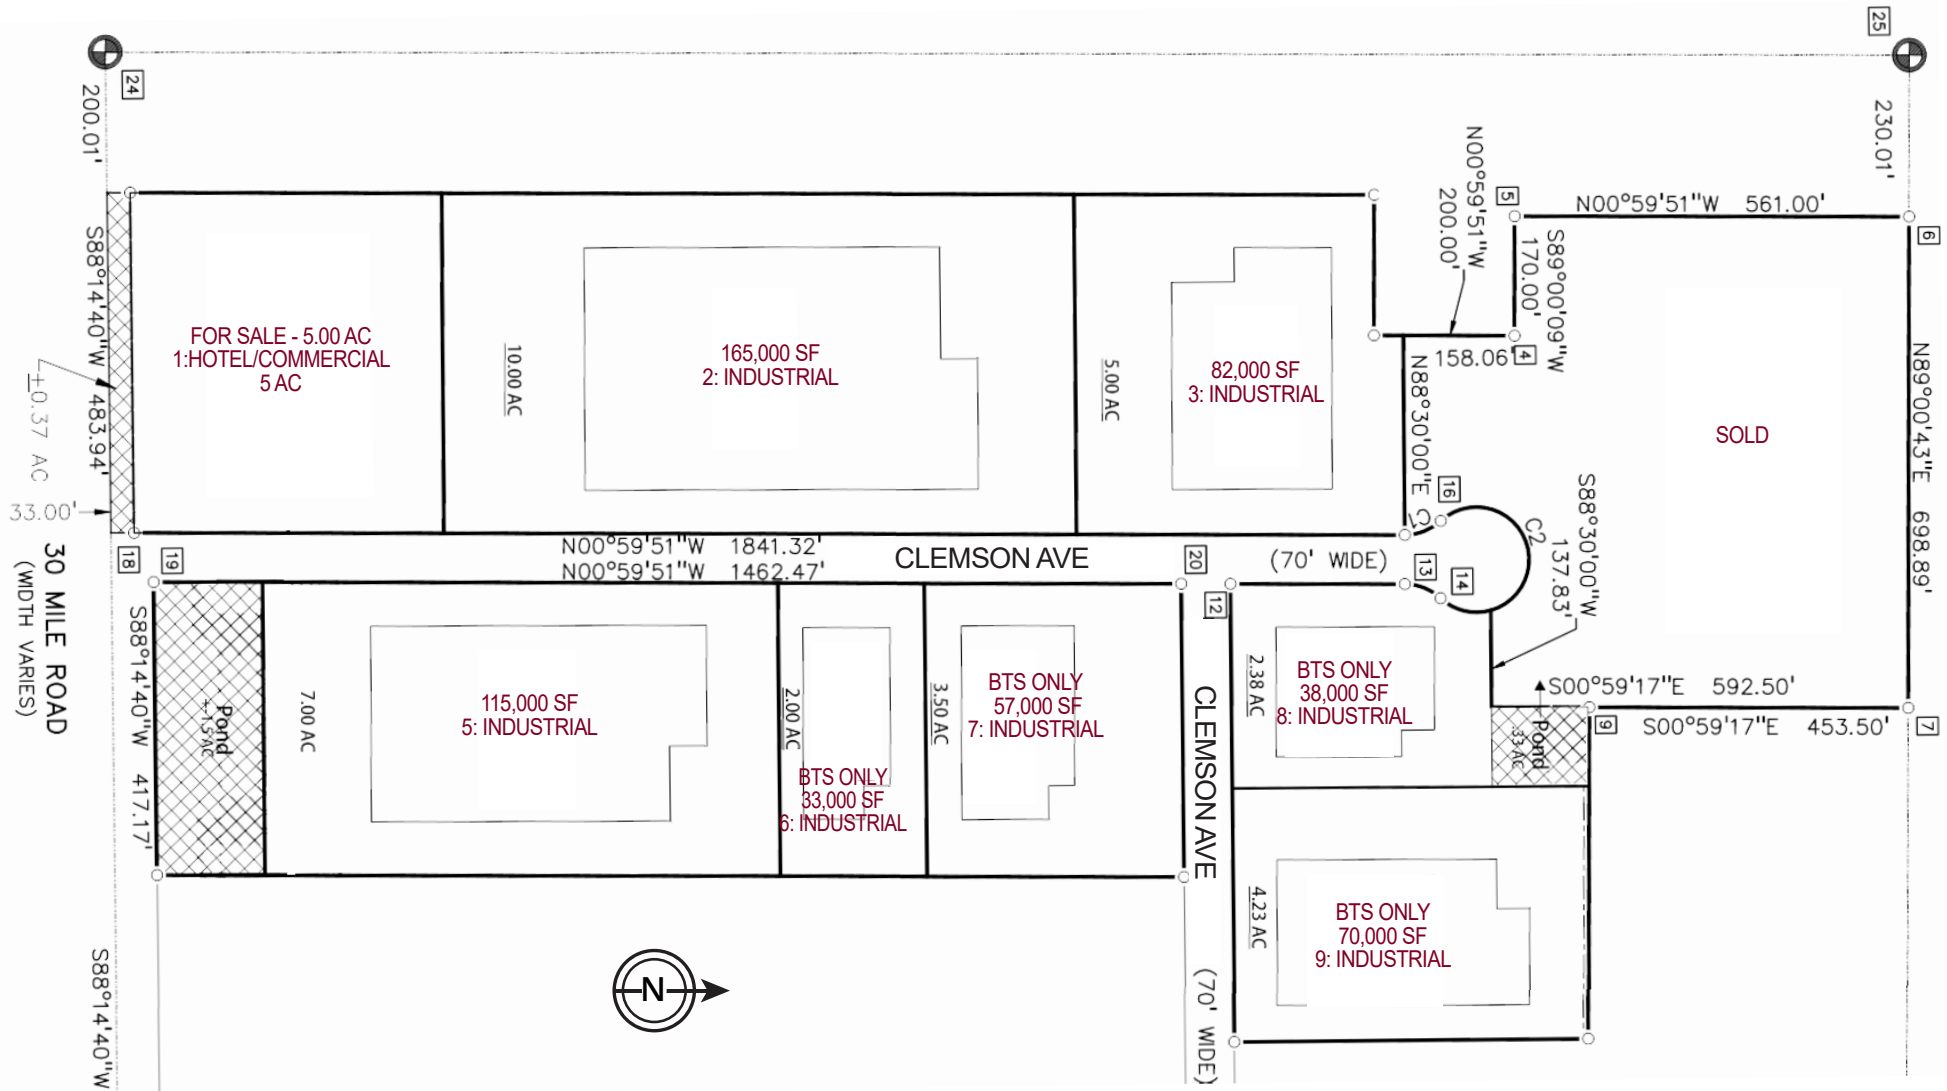 25
24
200.01'
230.01'
N00°59'51"W
200.00'
5
N00°59'51"W 561.00'
6
S89°00'09"W
170.00'
4
158.06'
S88°14'40"W 483.94'
±0.37 AC
33.00'
FOR SALE - 5.00 AC
1:HOTEL/COMMERCIAL
5 AC
10.00 AC
165,000 SF
2: INDUSTRIAL
5.00 AC
82,000 SF
3: INDUSTRIAL
N88°30'00"E
SOLD
N89°00'43"E 698.89'
16
C1
C2
S88°30'00"W
137.83'
30 MILE ROAD
(WIDTH VARIES)
18
19
N00°59'51"W 1841.32'
N00°59'51"W 1462.47'
CLEMSON AVE
20
(70' WIDE)
13
14
12
S88°14'40"W 417.17'
Pond
+-1.5 AC
7.00 AC
115,000 SF
5: INDUSTRIAL
2.00 AC
BTS ONLY
33,000 SF
6: INDUSTRIAL
3.50 AC
BTS ONLY
57,000 SF
7: INDUSTRIAL
CLEMSON AVE
(70' WIDE)
2.38 AC
BTS ONLY
38,000 SF
8: INDUSTRIAL
S00°59'17"E 592.50'
9
S00°59'17"E 453.50'
7
Pond
.33 AC
4.23 AC
BTS ONLY
70,000 SF
9: INDUSTRIAL
N
S88°14'40"W